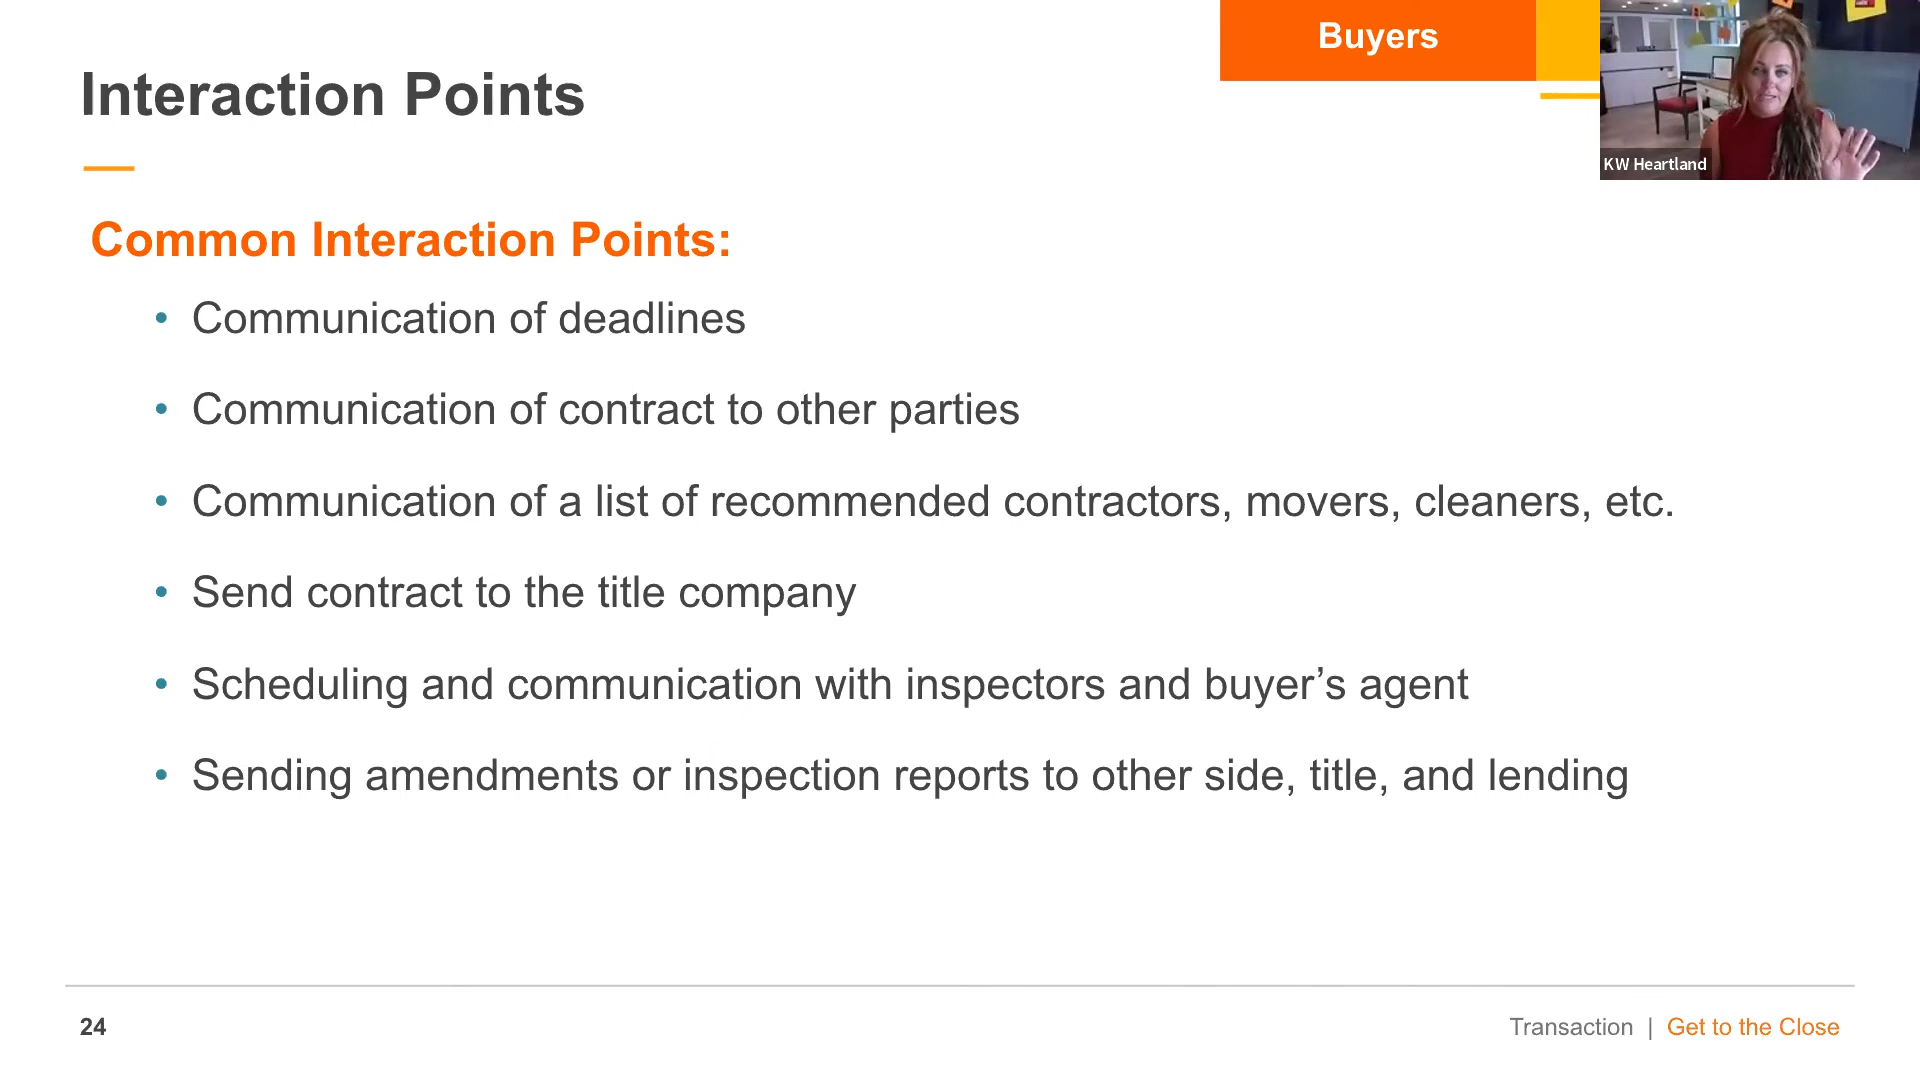 Buyers
Interaction Points
KW Heartland
Common Interaction Points:
• Communication of deadlines
• Communication of contract to other parties
• Communication of a list of recommended contractors, movers, cleaners, etc.
• Send contract to the title company
• Scheduling and communication with inspectors and buyer’s agent
• Sending amendments or inspection reports to other side, title, and lending
24
Transaction | Get to the Close